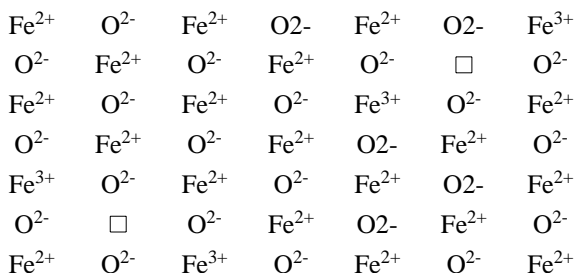 Fe²⁺ O²⁻ Fe²⁺ O2- Fe²⁺ O2- Fe³⁺
O²⁻ Fe²⁺ O²⁻ Fe²⁺ O²⁻ □ O²⁻
Fe²⁺ O²⁻ Fe²⁺ O²⁻ Fe³⁺ O²⁻ Fe²⁺
O²⁻ Fe²⁺ O²⁻ Fe²⁺ O2- Fe²⁺ O²⁻
Fe³⁺ O²⁻ Fe²⁺ O²⁻ Fe²⁺ O2- Fe²⁺
O²⁻ □ O²⁻ Fe²⁺ O2- Fe²⁺ O²⁻
Fe²⁺ O²⁻ Fe³⁺ O²⁻ Fe²⁺ O²⁻ Fe²⁺